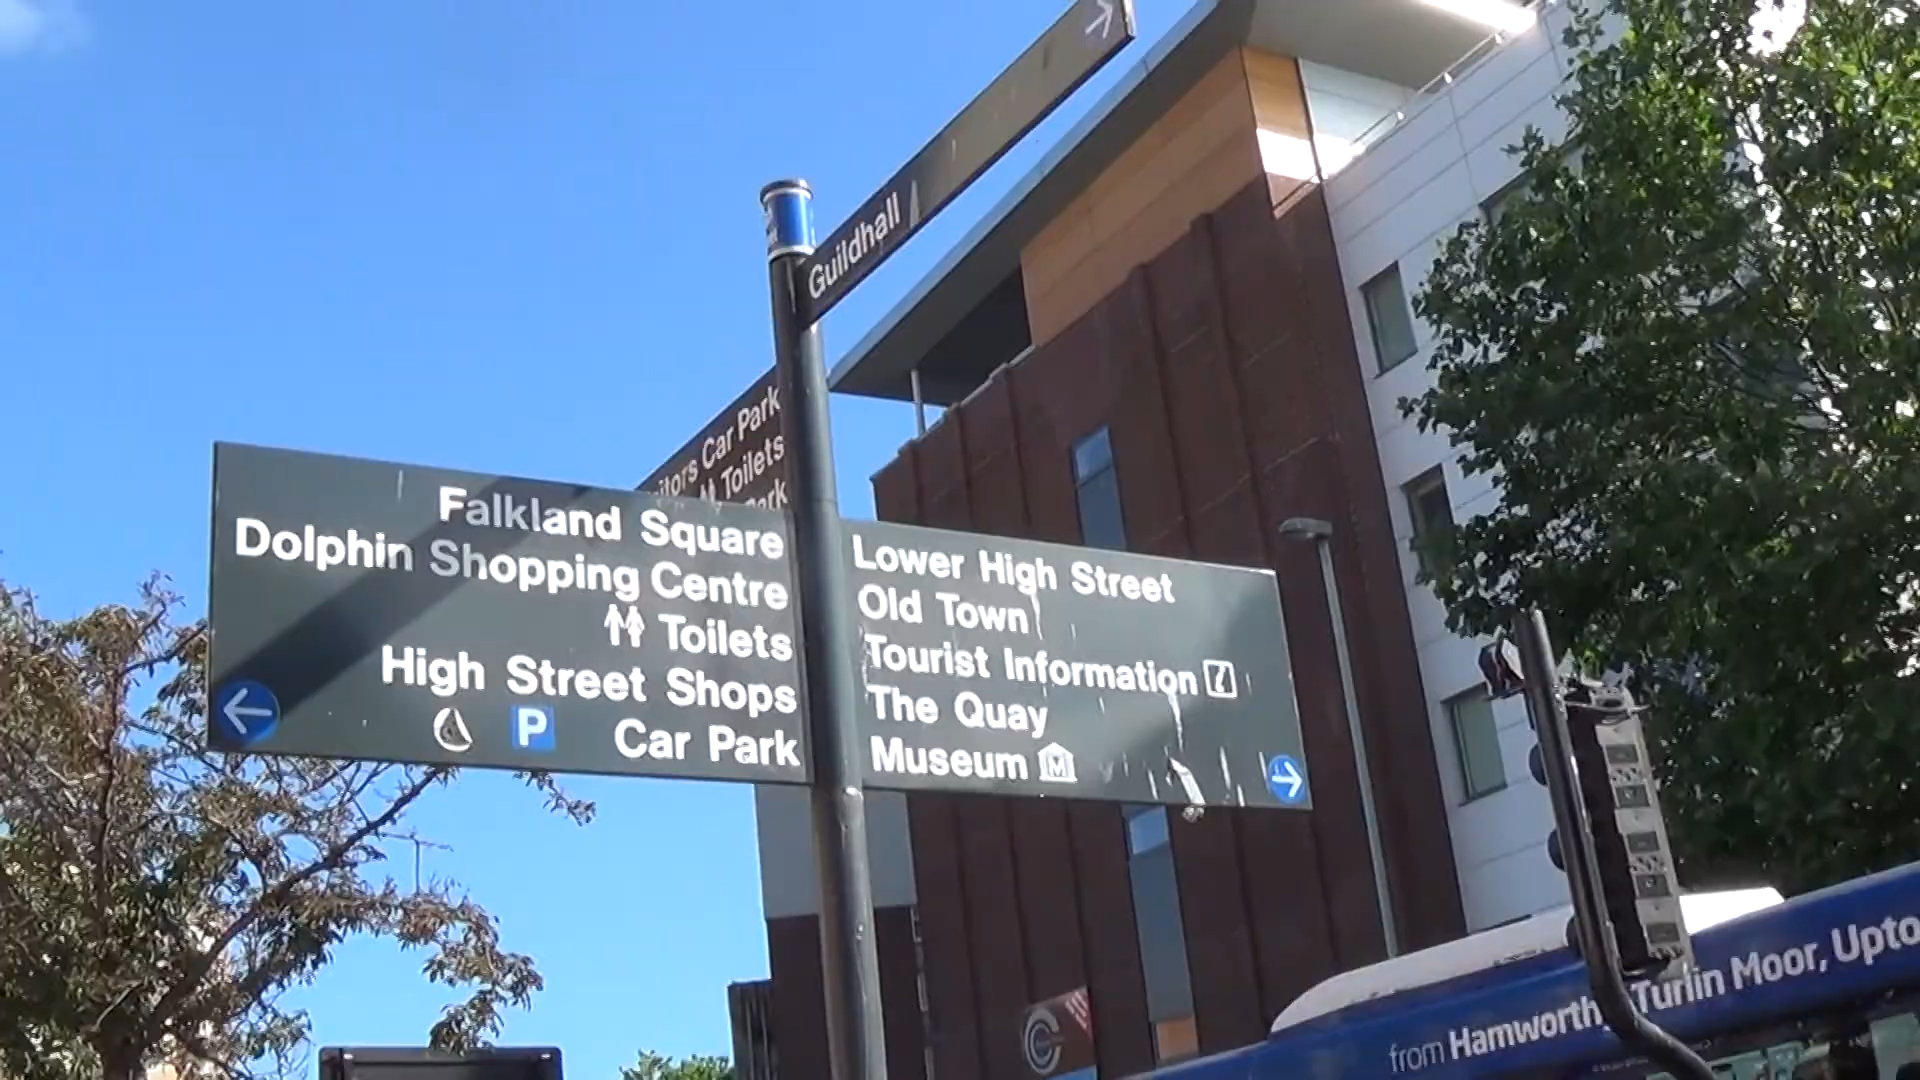 Guildhall
Car Park
Toilets
Falkland Square
Dolphin Shopping Centre
Toilets
High Street Shops
P Car Park
Lower High Street
Old Town
Tourist Information i
The Quay
Museum M
from Hamworthy, Turlin Moor, Upto